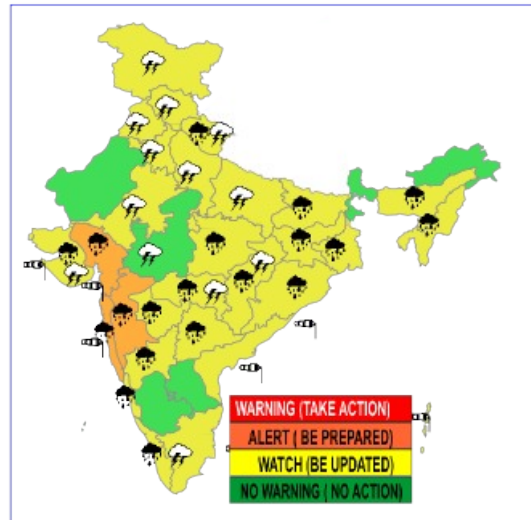 WARNING (TAKE ACTION)
ALERT ( BE PREPARED)
WATCH (BE UPDATED)
NO WARNING ( NO ACTION)